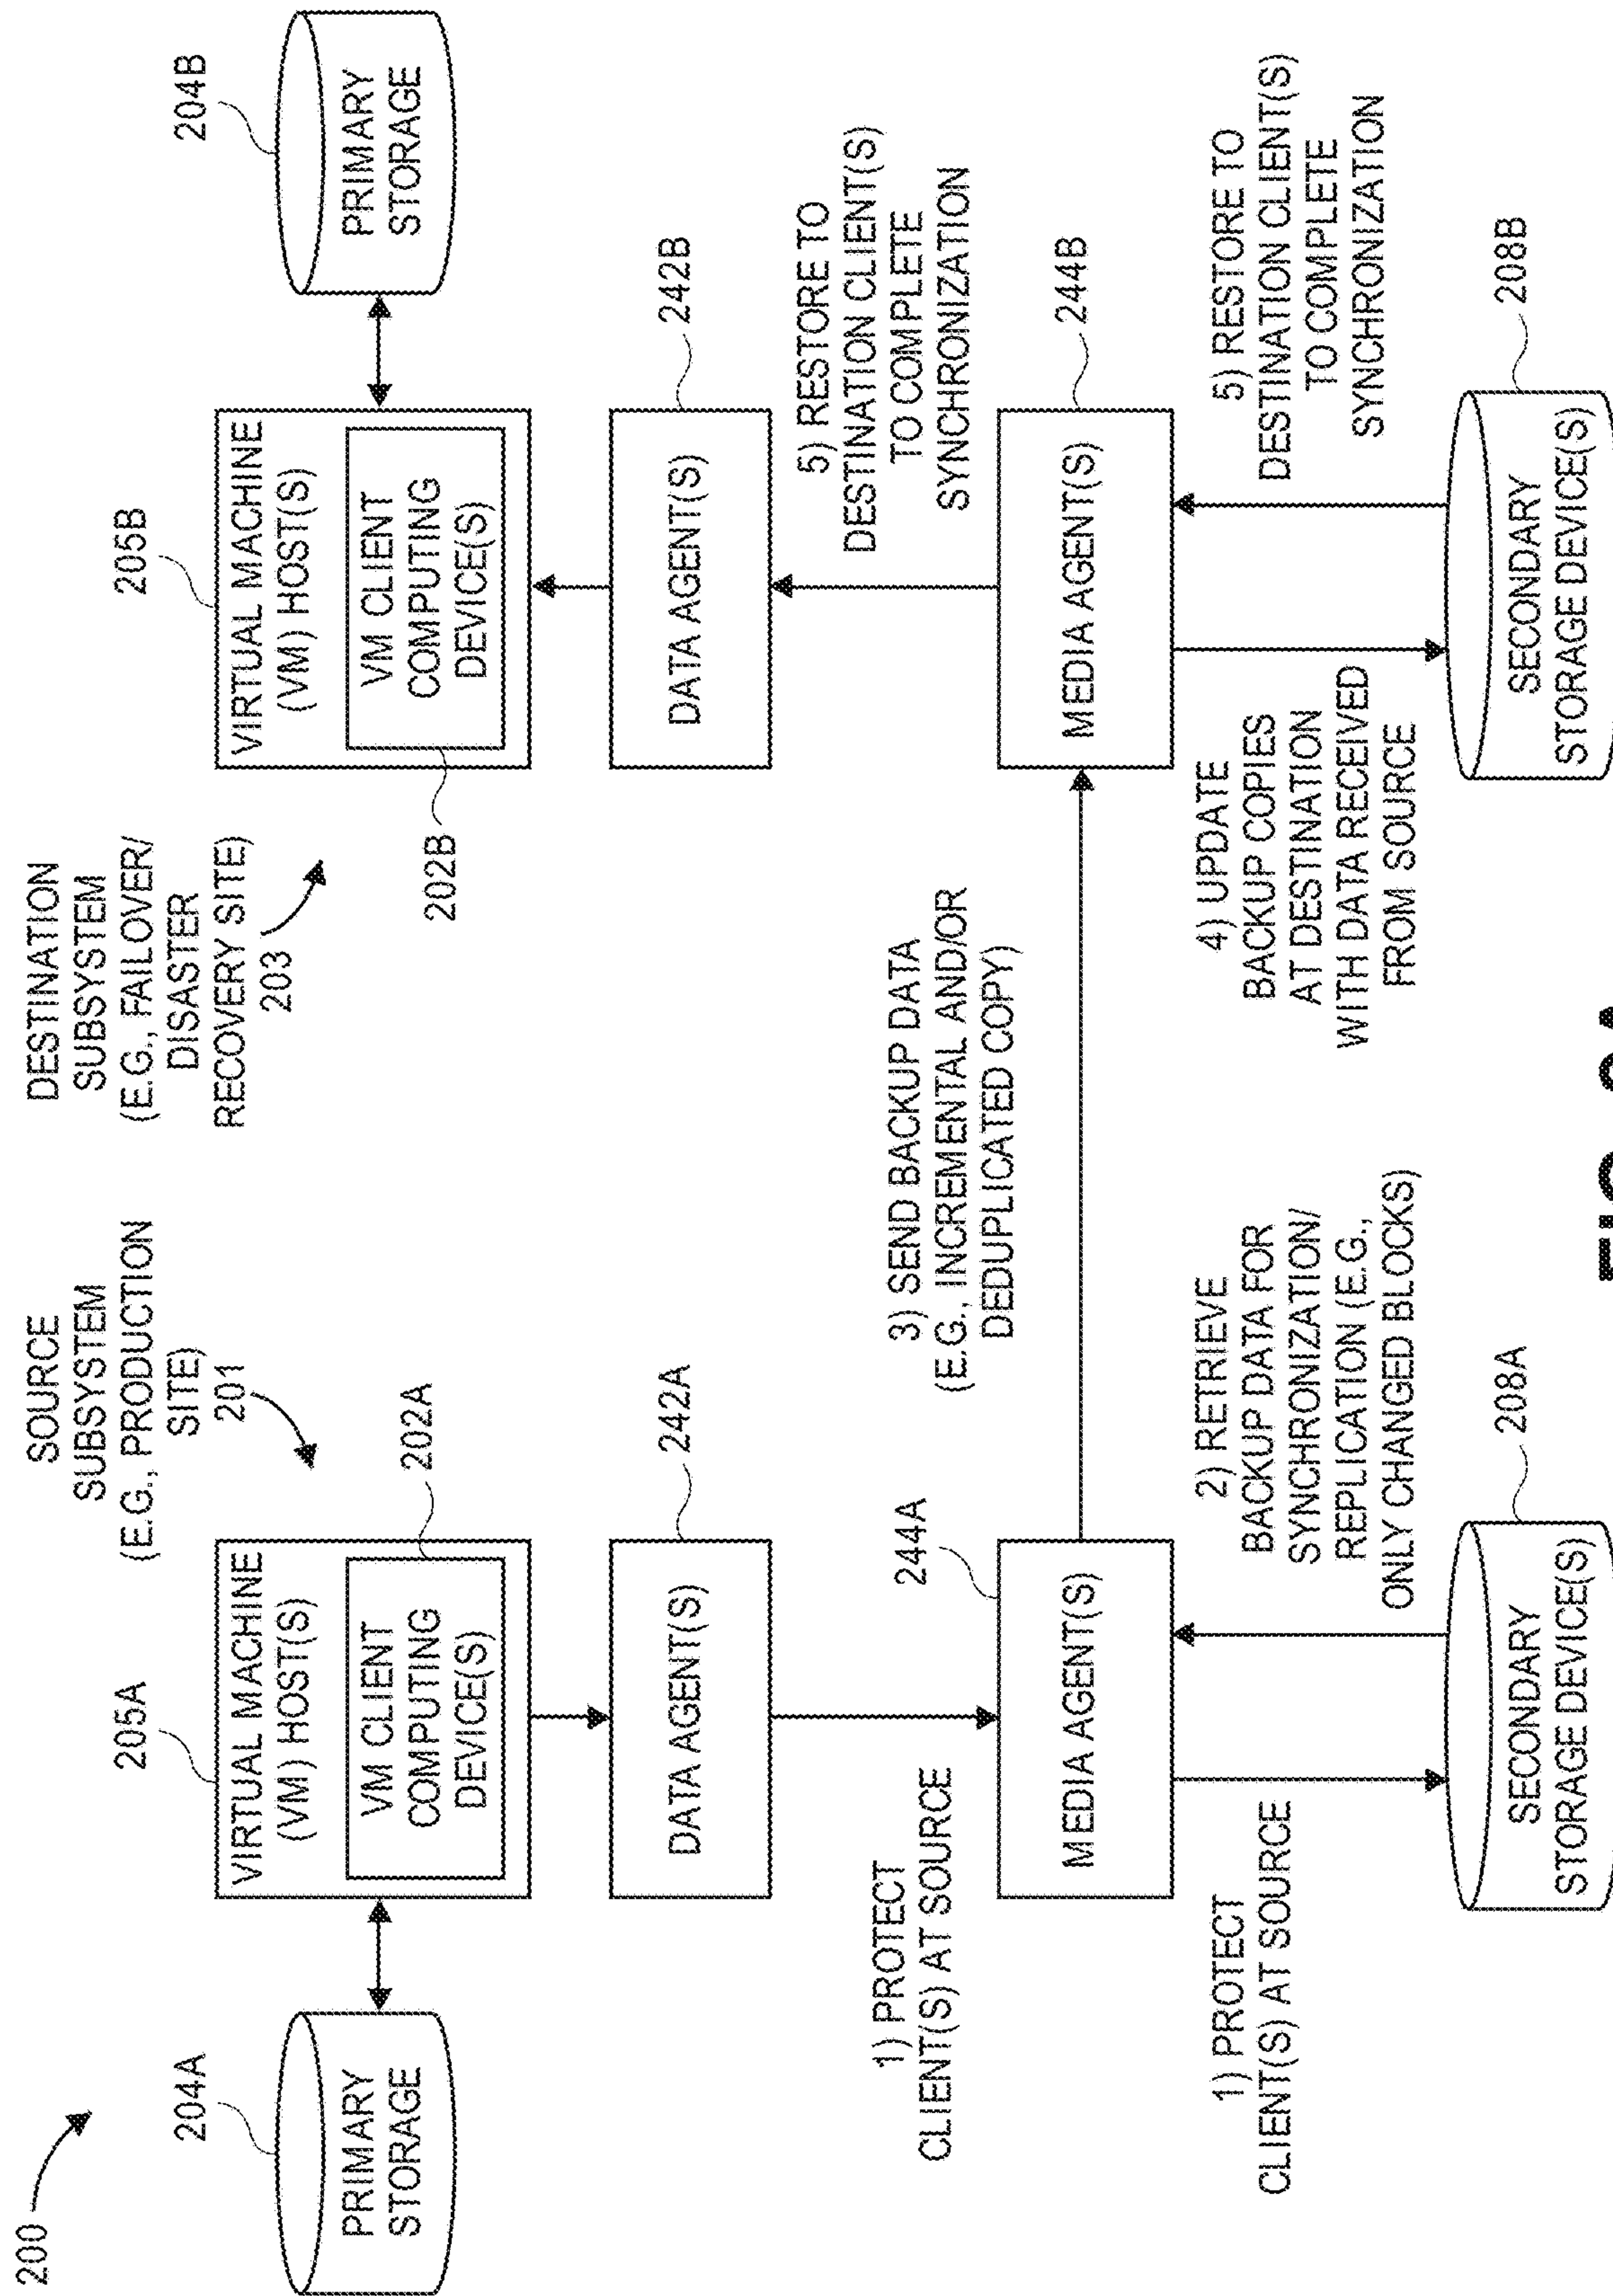 200
SOURCE
SUBSYSTEM
(E.G., PRODUCTION
SITE)
201
DESTINATION
SUBSYSTEM
(E.G., FAILOVER/
DISASTER
RECOVERY SITE)
203
204A
PRIMARY
STORAGE
205A
VIRTUAL MACHINE
(VM) HOST(S)
VM CLIENT
COMPUTING
DEVICE(S)
202A
205B
VIRTUAL MACHINE
(VM) HOST(S)
VM CLIENT
COMPUTING
DEVICE(S)
202B
204B
PRIMARY
STORAGE
DATA AGENT(S)
242A
DATA AGENT(S)
242B
1) PROTECT
CLIENT(S) AT SOURCE
3) SEND BACKUP DATA
(E.G., INCREMENTAL AND/OR
DEDUPLICATED COPY)
5) RESTORE TO
DESTINATION CLIENT(S)
TO COMPLETE
SYNCHRONIZATION
244A
MEDIA AGENT(S)
MEDIA AGENT(S)
244B
1) PROTECT
CLIENT(S) AT SOURCE
2) RETRIEVE
BACKUP DATA FOR
SYNCHRONIZATION/
REPLICATION (E.G.,
ONLY CHANGED BLOCKS)
4) UPDATE
BACKUP COPIES
AT DESTINATION
WITH DATA RECEIVED
FROM SOURCE
5) RESTORE TO
DESTINATION CLIENT(S)
TO COMPLETE
SYNCHRONIZATION
SECONDARY
STORAGE DEVICE(S)
208A
SECONDARY
STORAGE DEVICE(S)
208B